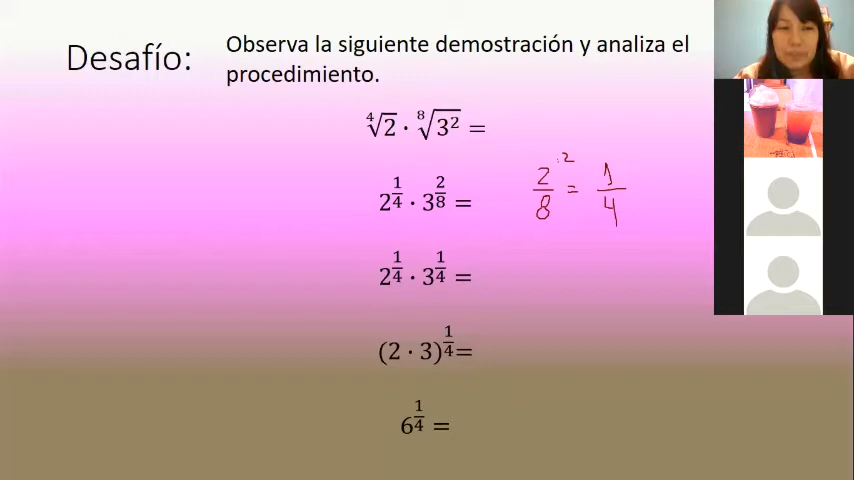 Desafío:
Observa la siguiente demostración y analiza el
procedimiento.
∜2 · ⁸√3² =
2^(1/4) · 3^(2/8) =
2/8 :2 = 1/4
2^(1/4) · 3^(1/4) =
(2 · 3)^(1/4) =
6^(1/4) =